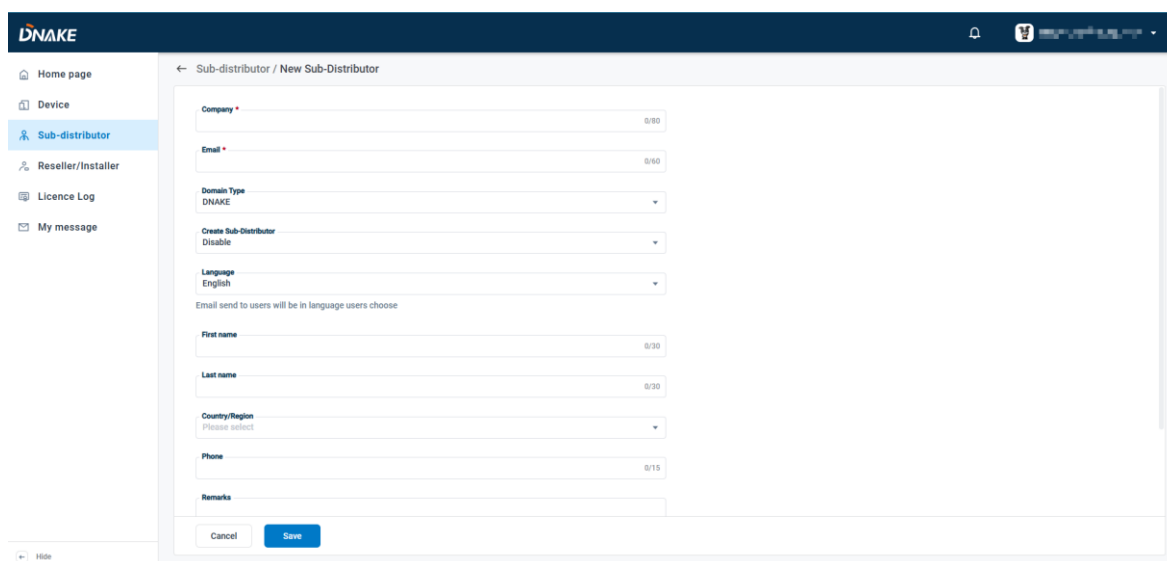 DNAKE
Home page
Device
Sub-distributor
Reseller/Installer
Licence Log
My message
Hide
Sub-distributor / New Sub-Distributor
Company *
0/80
Email *
0/60
Domain Type
DNAKE
Create Sub-Distributor
Disable
Language
English
Email send to users will be in language users choose
First name
0/30
Last name
0/30
Country/Region
Please select
Phone
0/15
Remarks
Cancel
Save